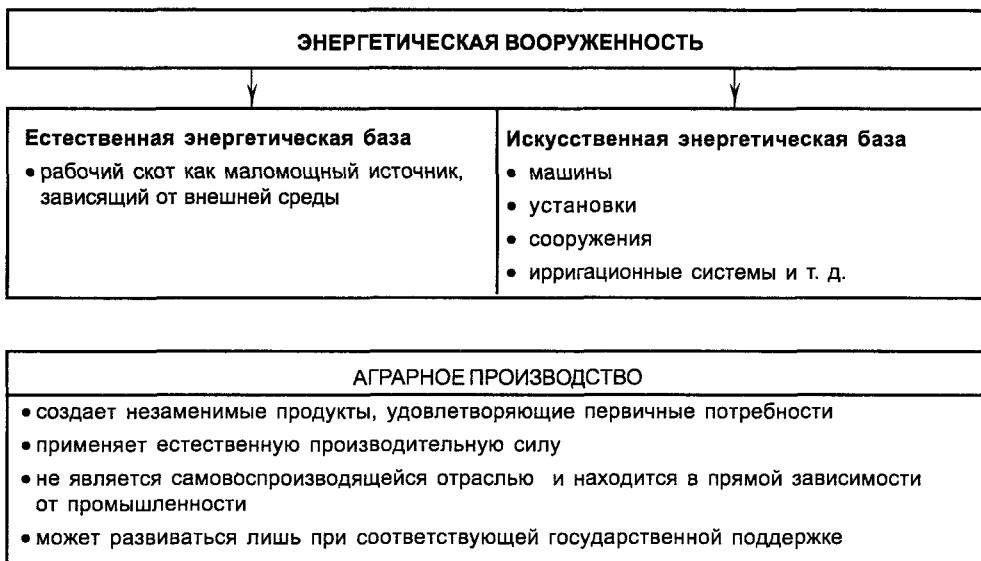 ЭНЕРГЕТИЧЕСКАЯ ВООРУЖЕННОСТЬ
Естественная энергетическая база
• рабочий скот как маломощный источник,
зависящий от внешней среды
Искусственная энергетическая база
• машины
• установки
• сооружения
• ирригационные системы и т. д.
АГРАРНОЕ ПРОИЗВОДСТВО
• создает незаменимые продукты, удовлетворяющие первичные потребности
• применяет естественную производительную силу
• не является самовоспроизводящейся отраслью и находится в прямой зависимости
от промышленности
• может развиваться лишь при соответствующей государственной поддержке